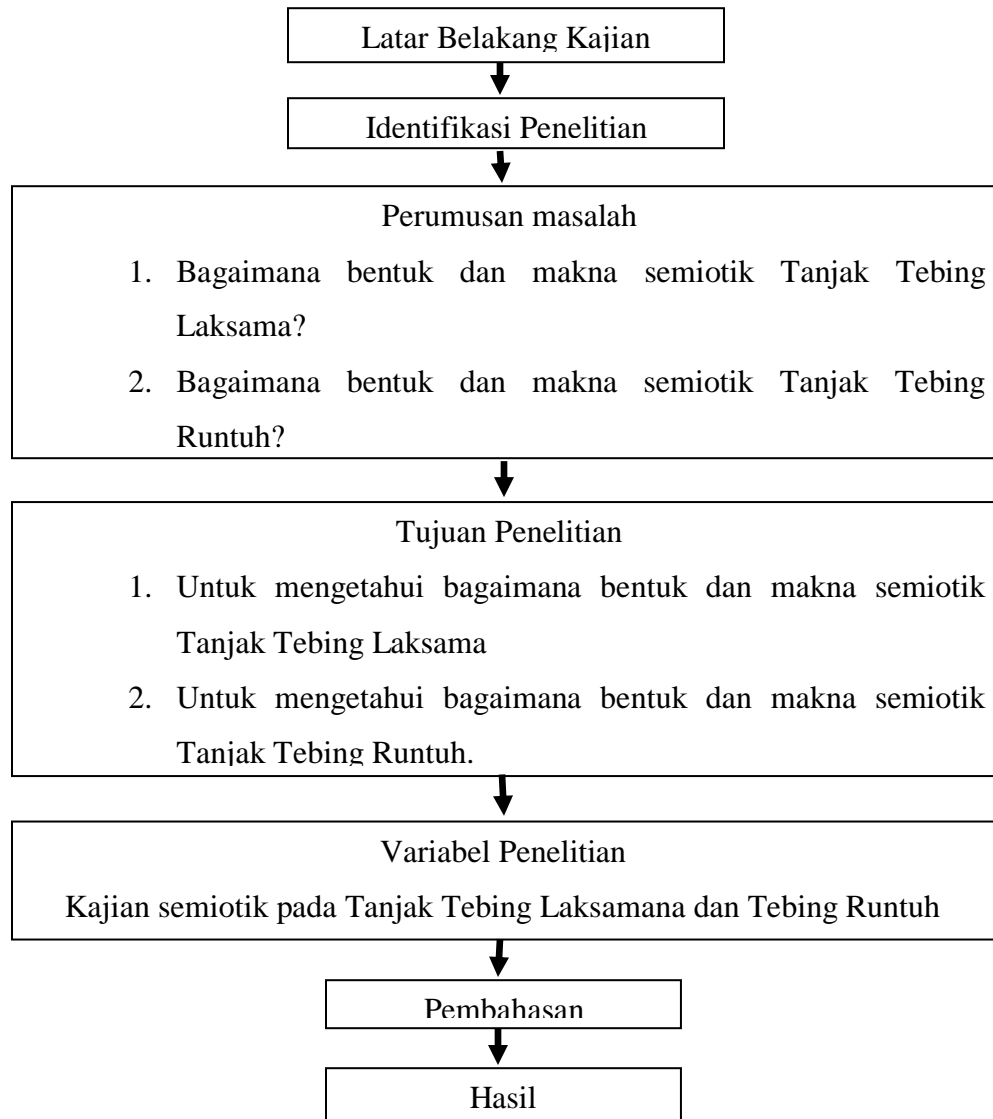 Latar Belakang Kajian
Identifikasi Penelitian
Perumusan masalah
1. Bagaimana bentuk dan makna semiotik Tanjak Tebing
Laksama?
2. Bagaimana bentuk dan makna semiotik Tanjak Tebing
Runtuh?
Tujuan Penelitian
1. Untuk mengetahui bagaimana bentuk dan makna semiotik
Tanjak Tebing Laksama
2. Untuk mengetahui bagaimana bentuk dan makna semiotik
Tanjak Tebing Runtuh.
Variabel Penelitian
Kajian semiotik pada Tanjak Tebing Laksamana dan Tebing Runtuh
Pembahasan
Hasil